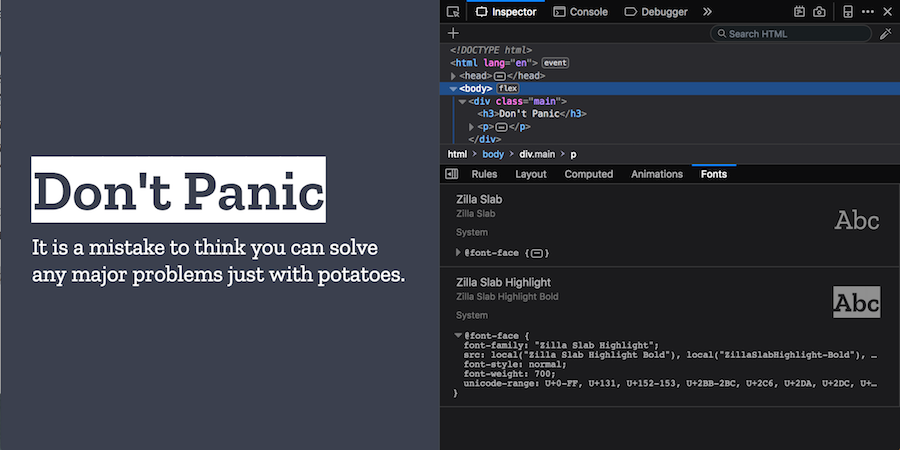 Don't Panic
It is a mistake to think you can solve
any major problems just with potatoes.
Inspector Console Debugger
Search HTML
<!DOCTYPE html>
<html lang="en"> event
<head></head>
<body> flex
<div class="main">
<h3>Don't Panic</h3>
<p></p>
</div>
html > body > div.main > p
Rules Layout Computed Animations Fonts
Zilla Slab
Zilla Slab
Abc
System
@font-face {}
Zilla Slab Highlight
Zilla Slab Highlight Bold
Abc
System
@font-face {
font-family: "Zilla Slab Highlight";
src: local("Zilla Slab Highlight Bold"), local("ZillaSlabHighlight-Bold"), …
font-style: normal;
font-weight: 700;
unicode-range: U+0-FF, U+131, U+152-153, U+2BB-2BC, U+2C6, U+2DA, U+2DC, U+…
}